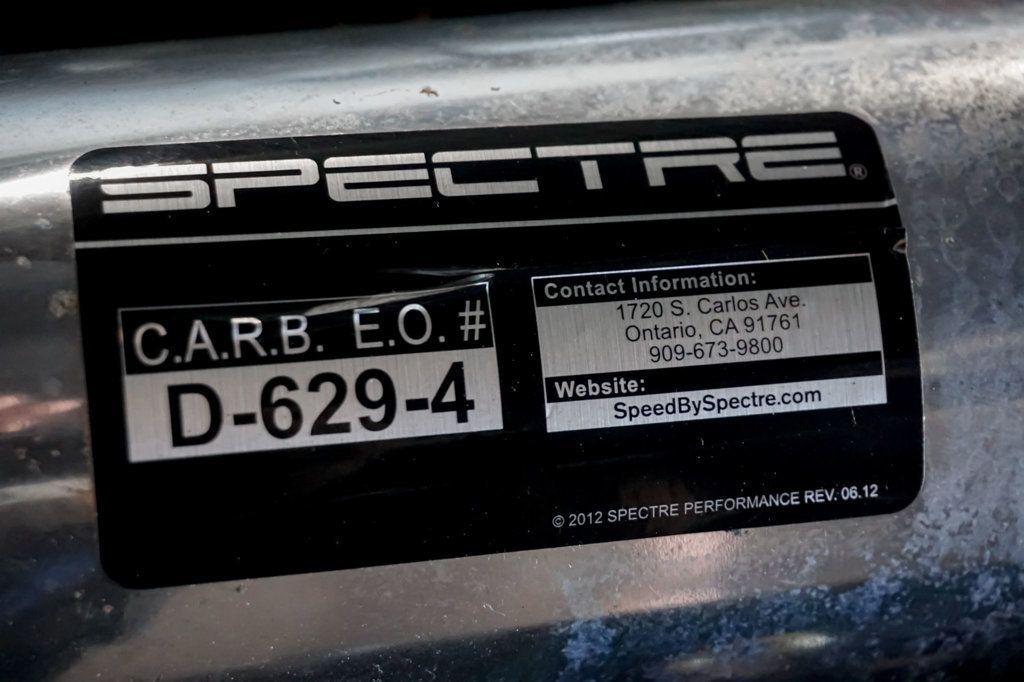 SPECTRE®
C.A.R.B. E.O. #
D-629-4
Contact Information:
1720 S. Carlos Ave.
Ontario, CA 91761
909-673-9800
Website:
SpeedBySpectre.com
© 2012 SPECTRE PERFORMANCE REV. 06.12